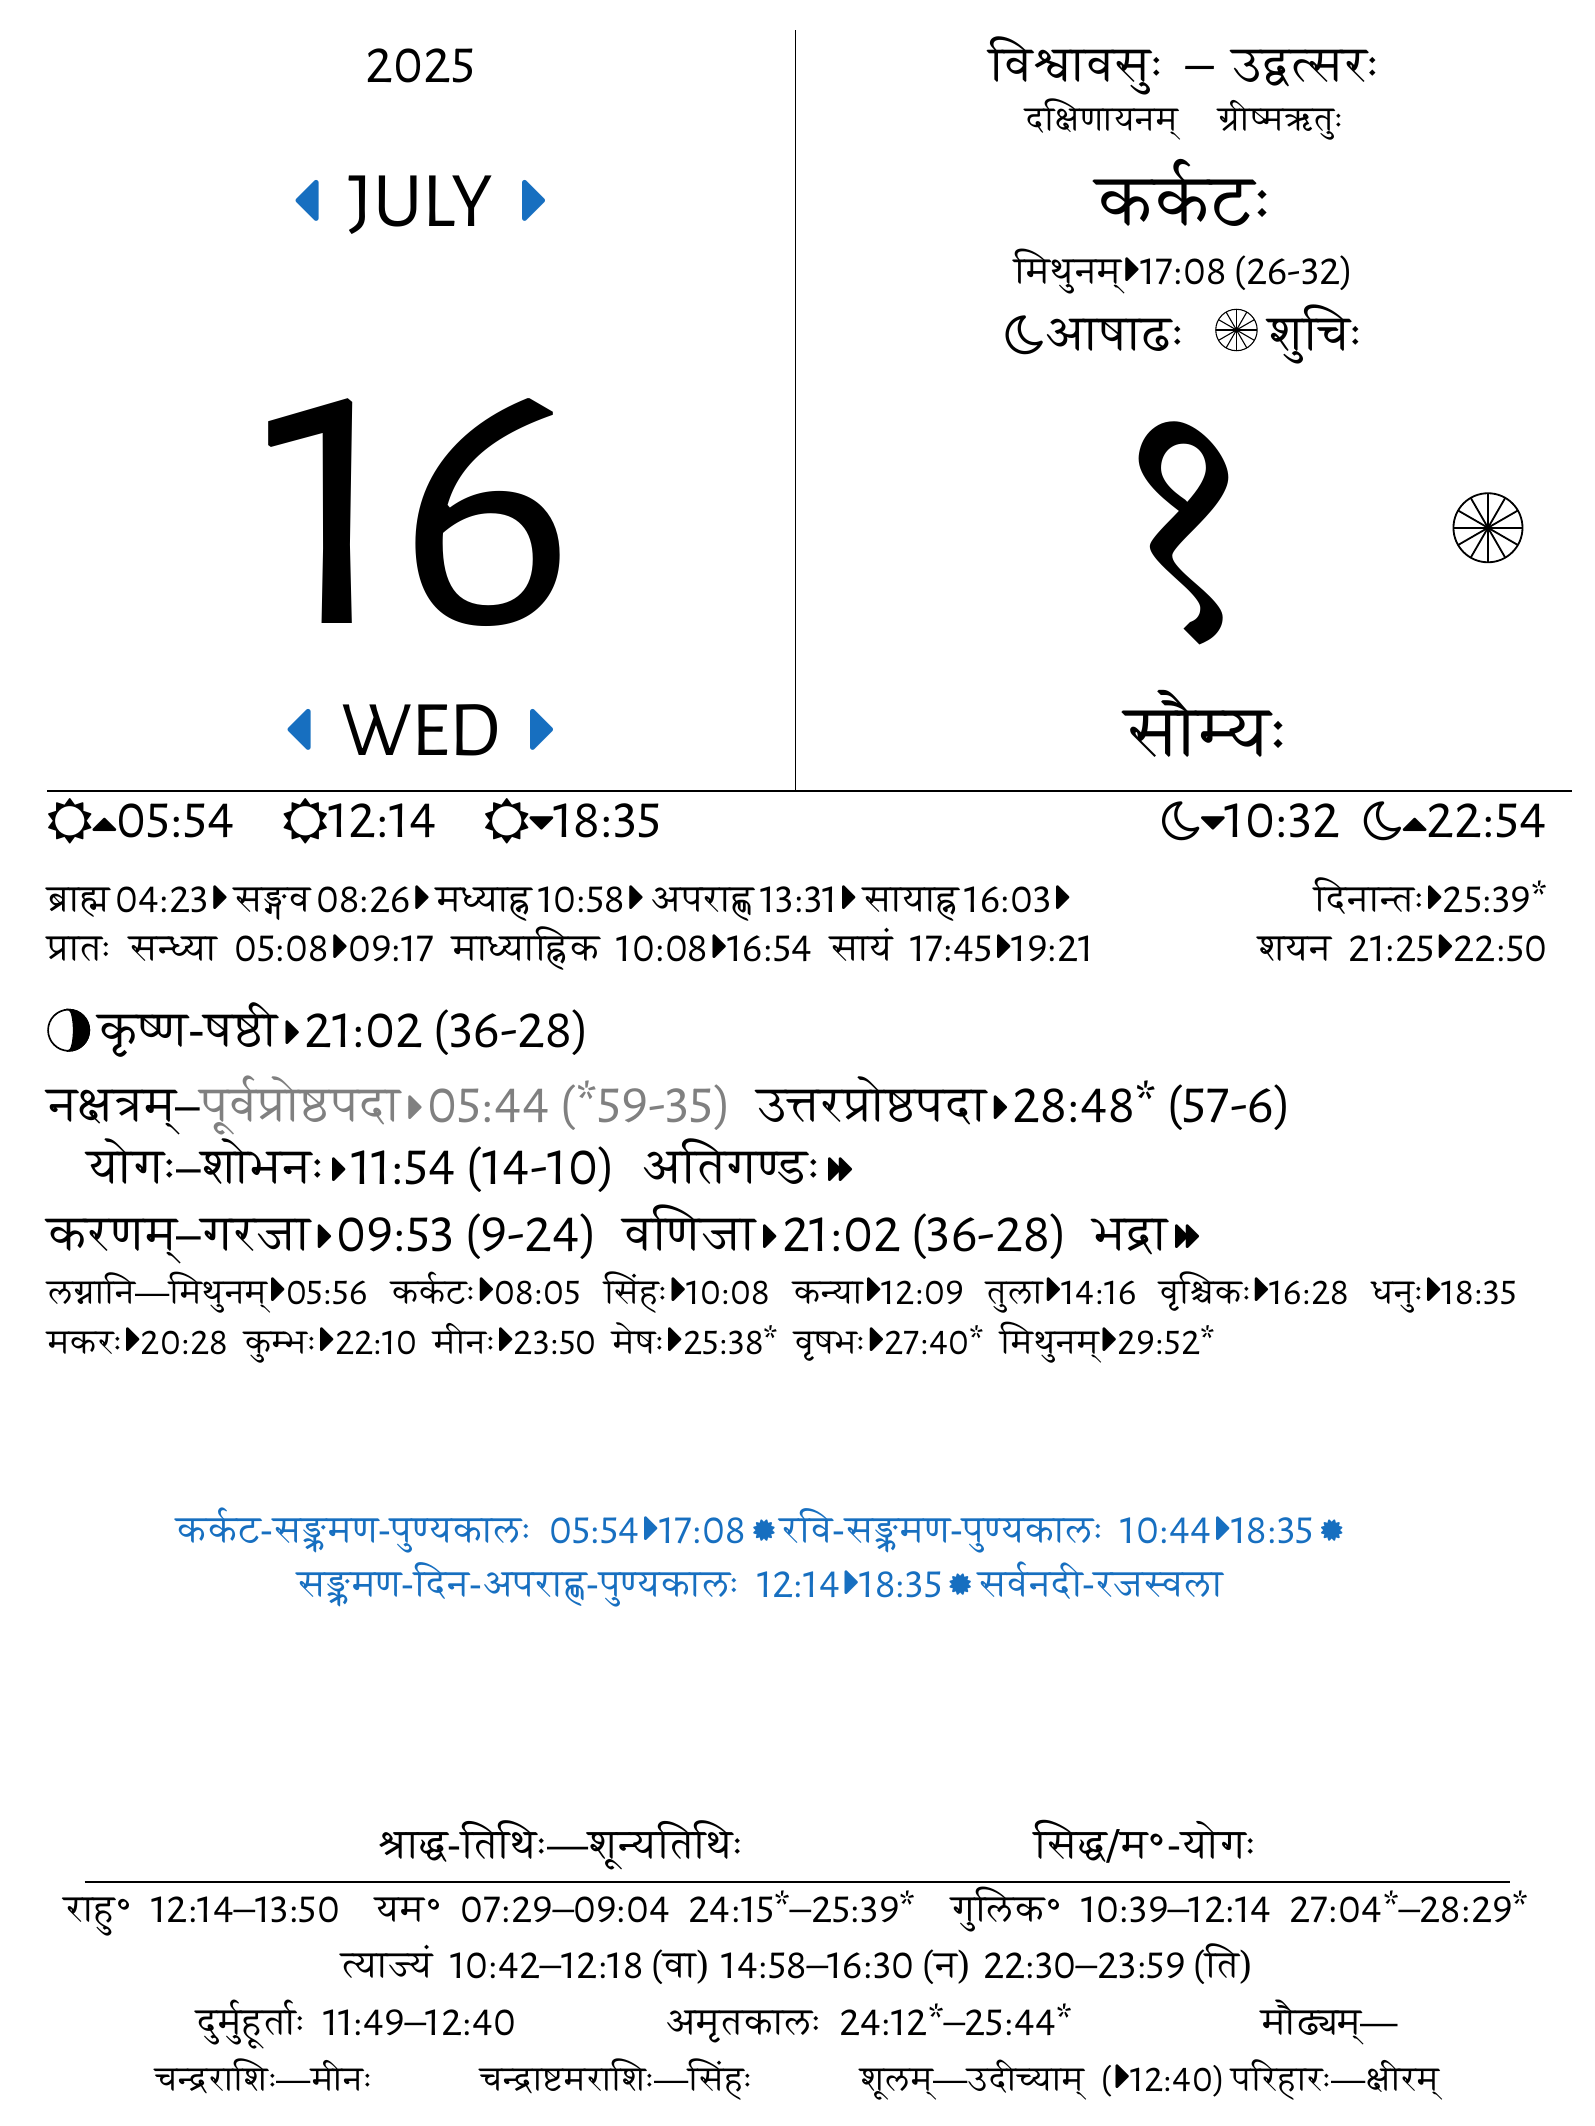 2025
विश्वावसुः – उद्वत्सरः
दक्षिणायनम् ग्रीष्मऋतुः
JULY
कर्कटः
मिथुनम्17:08 (26-32)
आषाढः शुचिः
16
१
WED
सौम्यः
05:54 12:14 18:35 10:32 22:54
ब्राह्म 04:23 सङ्गव 08:26 मध्याह्न 10:58 अपराह्ण 13:31 सायाह्न 16:03 दिनान्तः25:39*
प्रातः सन्ध्या 05:08 09:17 माध्याह्निक 10:08 16:54 सायं 17:45 19:21 शयन 21:25 22:50
कृष्ण-षष्ठी 21:02 (36-28)
नक्षत्रम्–पूर्वप्रोष्ठपदा 05:44 (*59-35) उत्तरप्रोष्ठपदा 28:48* (57-6)
योगः–शोभनः 11:54 (14-10) अतिगण्डः
करणम्–गरजा 09:53 (9-24) वणिजा 21:02 (36-28) भद्रा
लग्नानि—मिथुनम् 05:56 कर्कटः 08:05 सिंहः 10:08 कन्या 12:09 तुला 14:16 वृश्चिकः 16:28 धनुः 18:35
मकरः 20:28 कुम्भः 22:10 मीनः 23:50 मेषः 25:38* वृषभः 27:40* मिथुनम् 29:52*
कर्कट-सङ्क्रमण-पुण्यकालः 05:54 17:08 रवि-सङ्क्रमण-पुण्यकालः 10:44 18:35
सङ्क्रमण-दिन-अपराह्ण-पुण्यकालः 12:14 18:35 सर्वनदी-रजस्वला
श्राद्ध-तिथिः—शून्यतिथिः सिद्ध/म॰-योगः
राहु॰ 12:14–13:50 यम॰ 07:29–09:04 24:15*–25:39* गुलिक॰ 10:39–12:14 27:04*–28:29*
त्याज्यं 10:42–12:18 (वा) 14:58–16:30 (न) 22:30–23:59 (ति)
दुर्मुहूर्ताः 11:49–12:40 अमृतकालः 24:12*–25:44* मौढ्यम्—
चन्द्रराशिः—मीनः चन्द्राष्टमराशिः—सिंहः शूलम्—उदीच्याम् (12:40) परिहारः—क्षीरम्